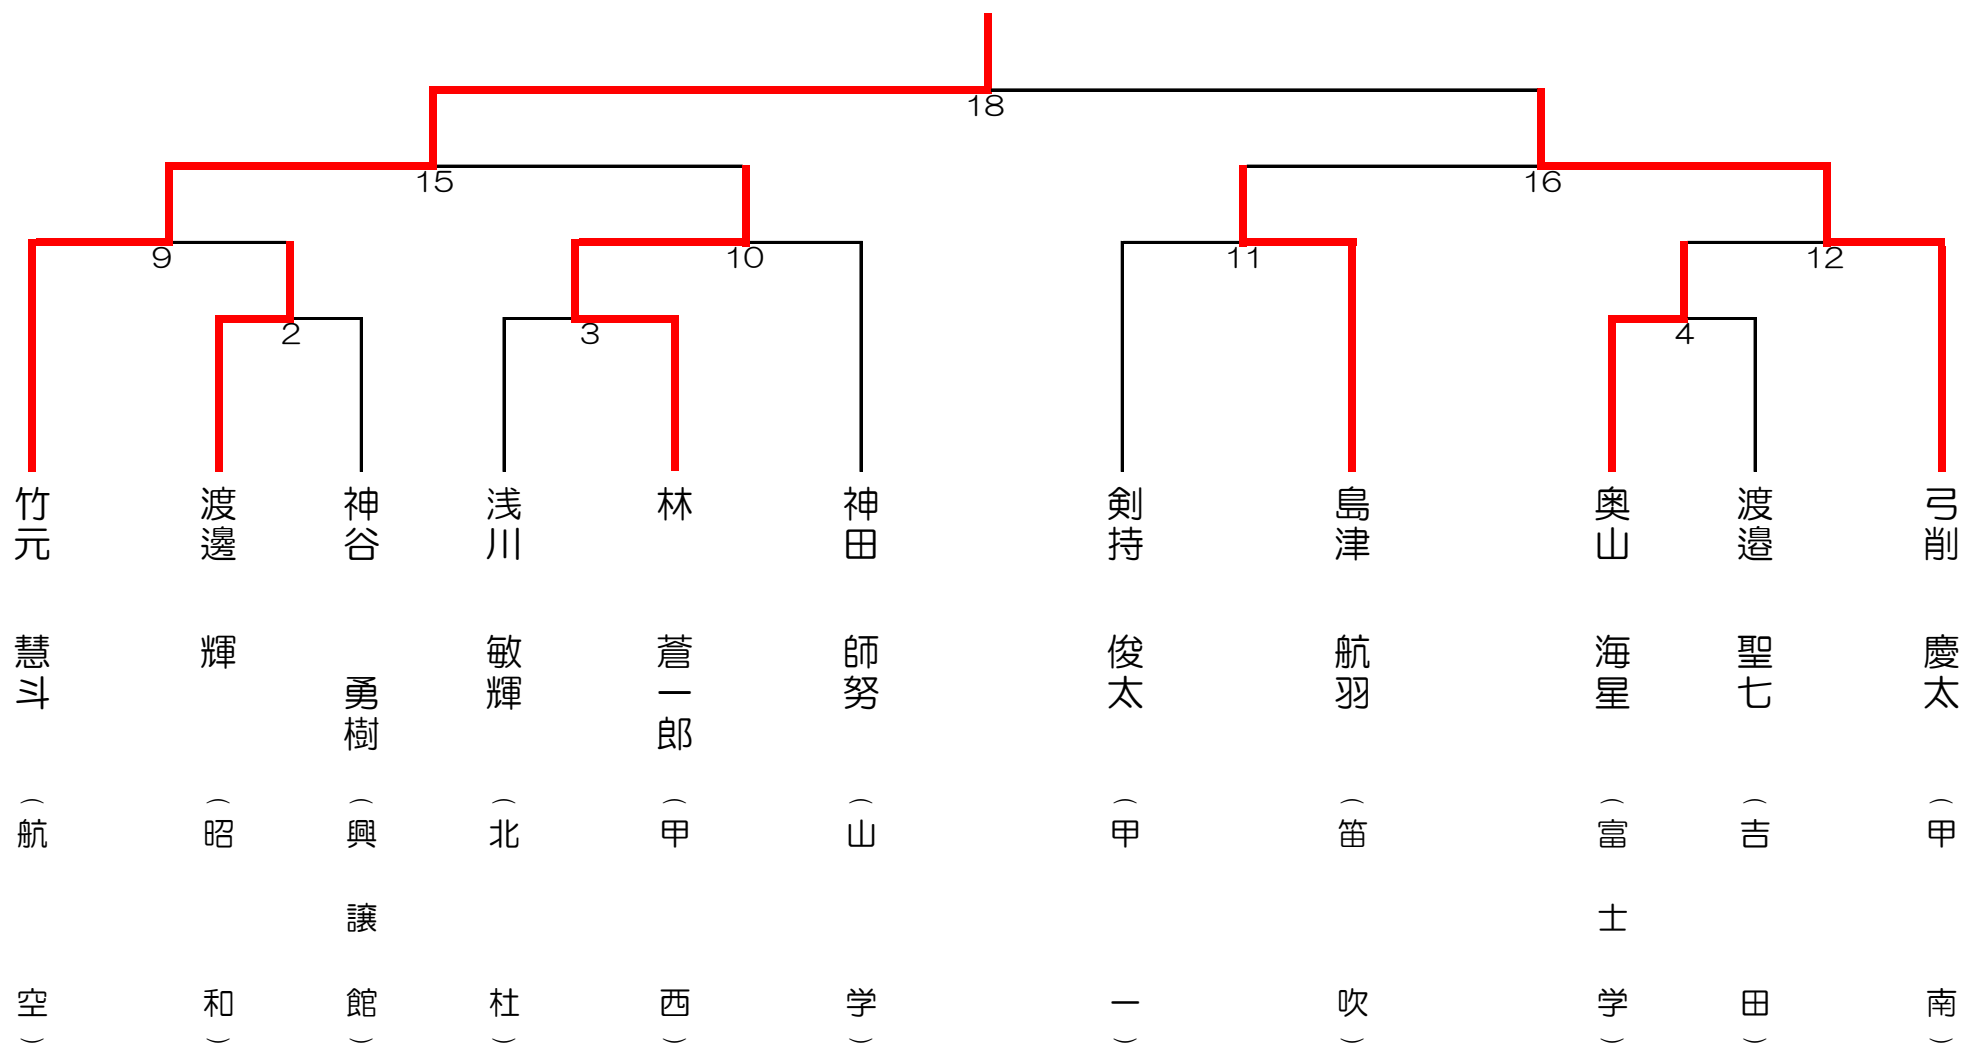 18
15
16
9
10
11
12
2
3
4
竹元 慧斗 （航空）
渡邊 輝 （昭和）
神谷 勇樹 （興譲館）
浅川 敏輝 （北杜）
林 蒼一郎 （甲西）
神田 師努 （山学）
剣持 俊太 （甲一）
島津 航羽 （笛吹）
奥山 海星 （富士学）
渡邉 聖七 （吉田）
弓削 慶太 （甲南）